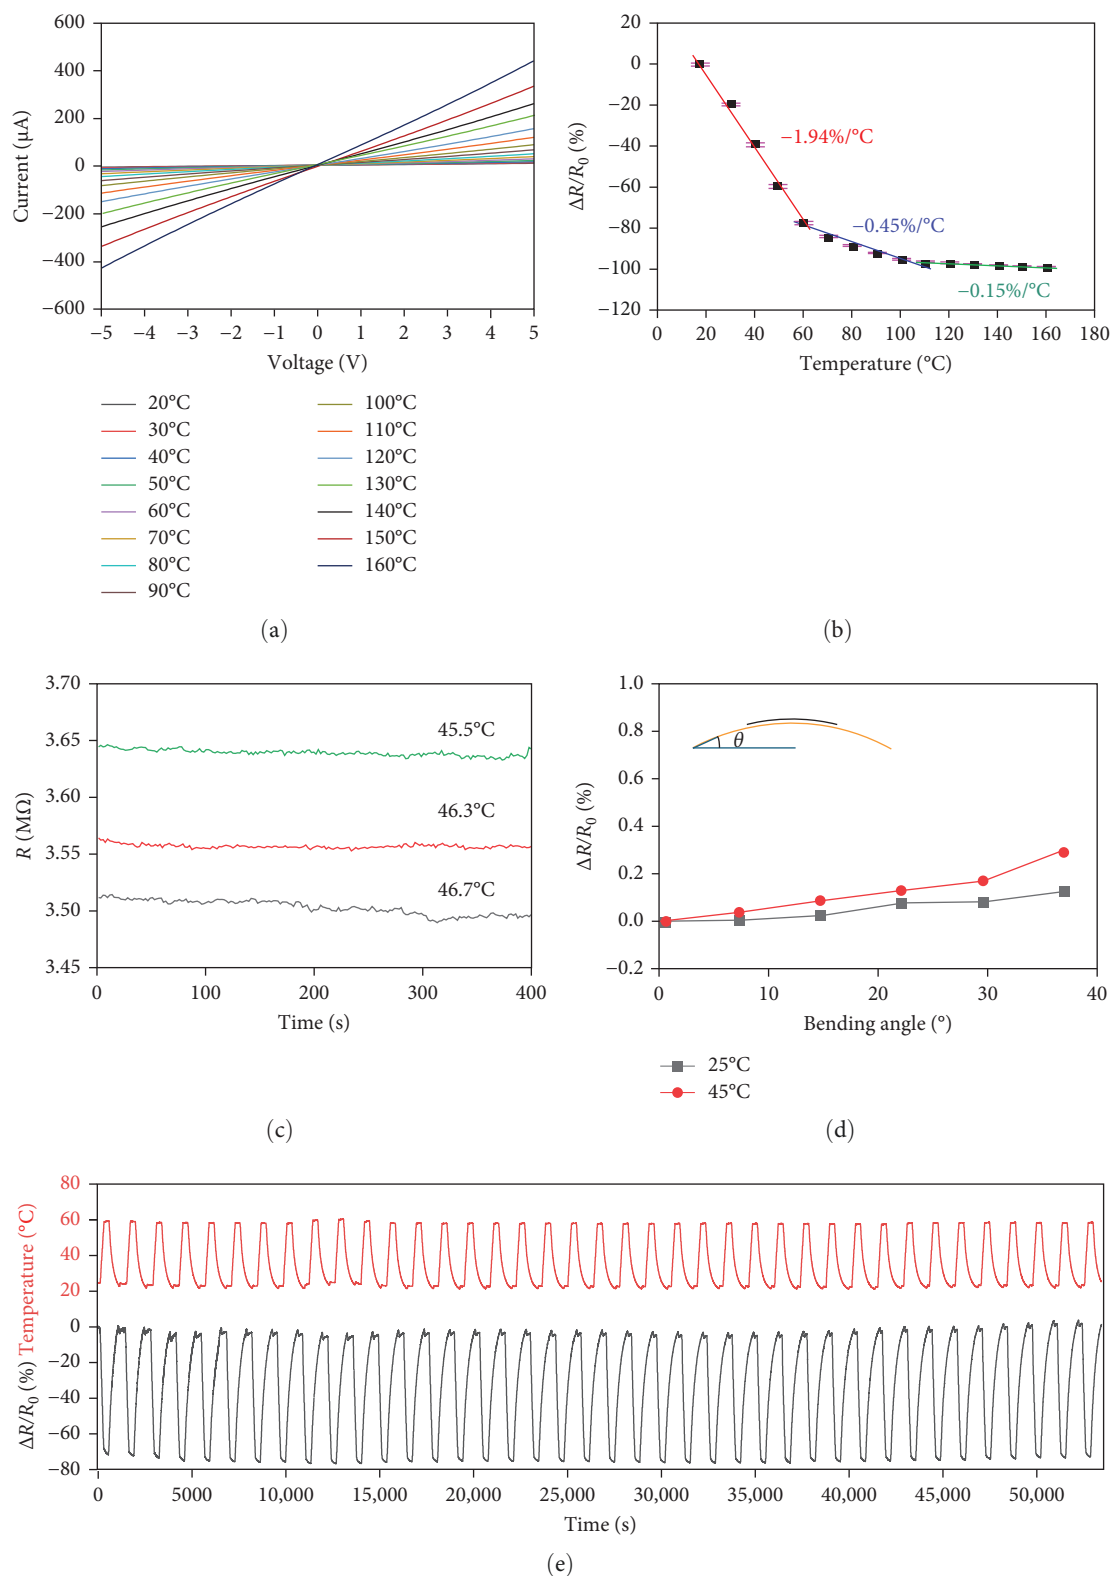 600
400
200
0
−200
−400
−600
Current (μA)
−5 −4 −3 −2 −1 0 1 2 3 4 5
Voltage (V)
20°C
30°C
40°C
50°C
60°C
70°C
80°C
90°C
100°C
110°C
120°C
130°C
140°C
150°C
160°C
(a)
20
0
−20
−40
−60
−80
−100
−120
ΔR/R0 (%)
−1.94%/°C
−0.45%/°C
−0.15%/°C
0 20 40 60 80 100 120 140 160 180
Temperature (°C)
(b)
3.70
3.65
3.60
3.55
3.50
3.45
R (MΩ)
45.5°C
46.3°C
46.7°C
0 100 200 300 400
Time (s)
(c)
1.0
0.8
0.6
0.4
0.2
0.0
−0.2
ΔR/R0 (%)
θ
0 10 20 30 40
Bending angle (°)
25°C
45°C
(d)
80
60
40
20
0
−20
−40
−60
−80
ΔR/R0 (%) Temperature (°C)
0 5000 10,000 15,000 20,000 25,000 30,000 35,000 40,000 45,000 50,000
Time (s)
(e)